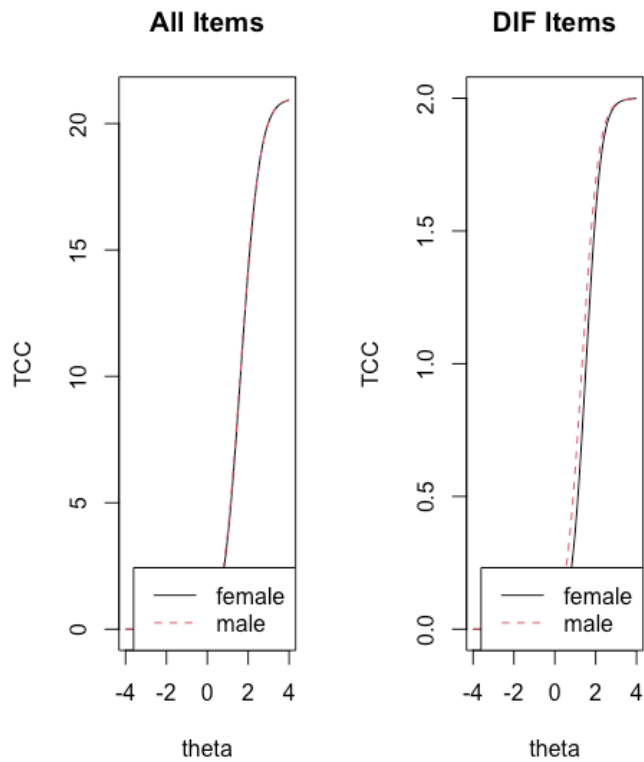 All Items
TCC
20
15
10
5
0
female
male
-4 -2 0 2 4
theta
DIF Items
TCC
2.0
1.5
1.0
0.5
0.0
female
male
-4 -2 0 2 4
theta